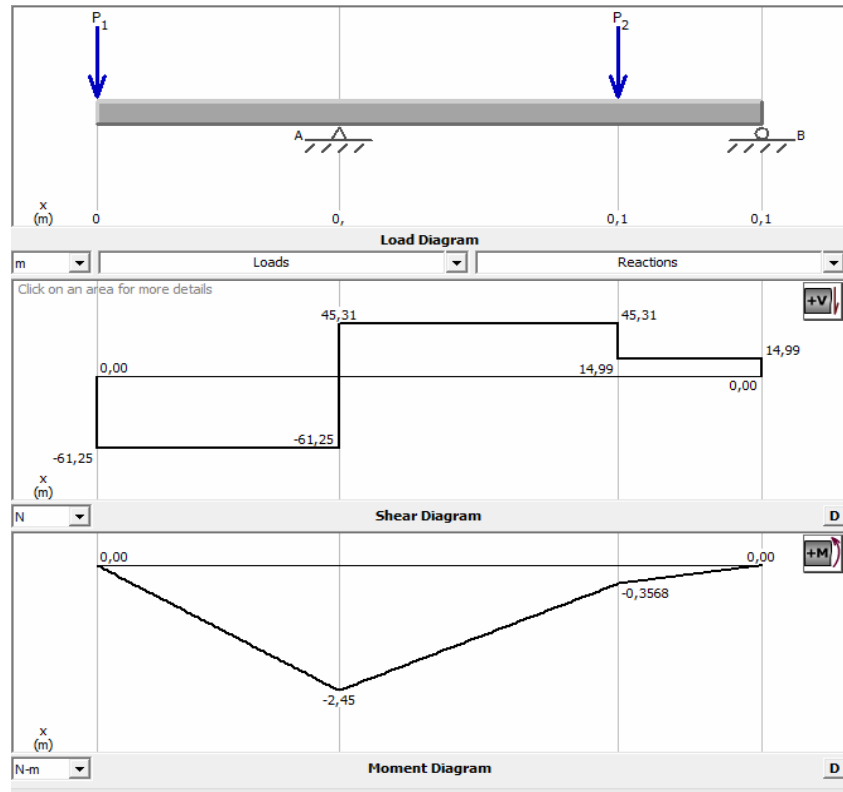 P1 P2
A B
x
(m) 0 0, 0,1 0,1
Load Diagram
m Loads Reactions
Click on an area for more details
+V
45,31 45,31
0,00 14,99 14,99
0,00
-61,25 -61,25
x
(m)
N Shear Diagram D
0,00 0,00
+M
-0,3568
-2,45
x
(m)
N-m Moment Diagram D